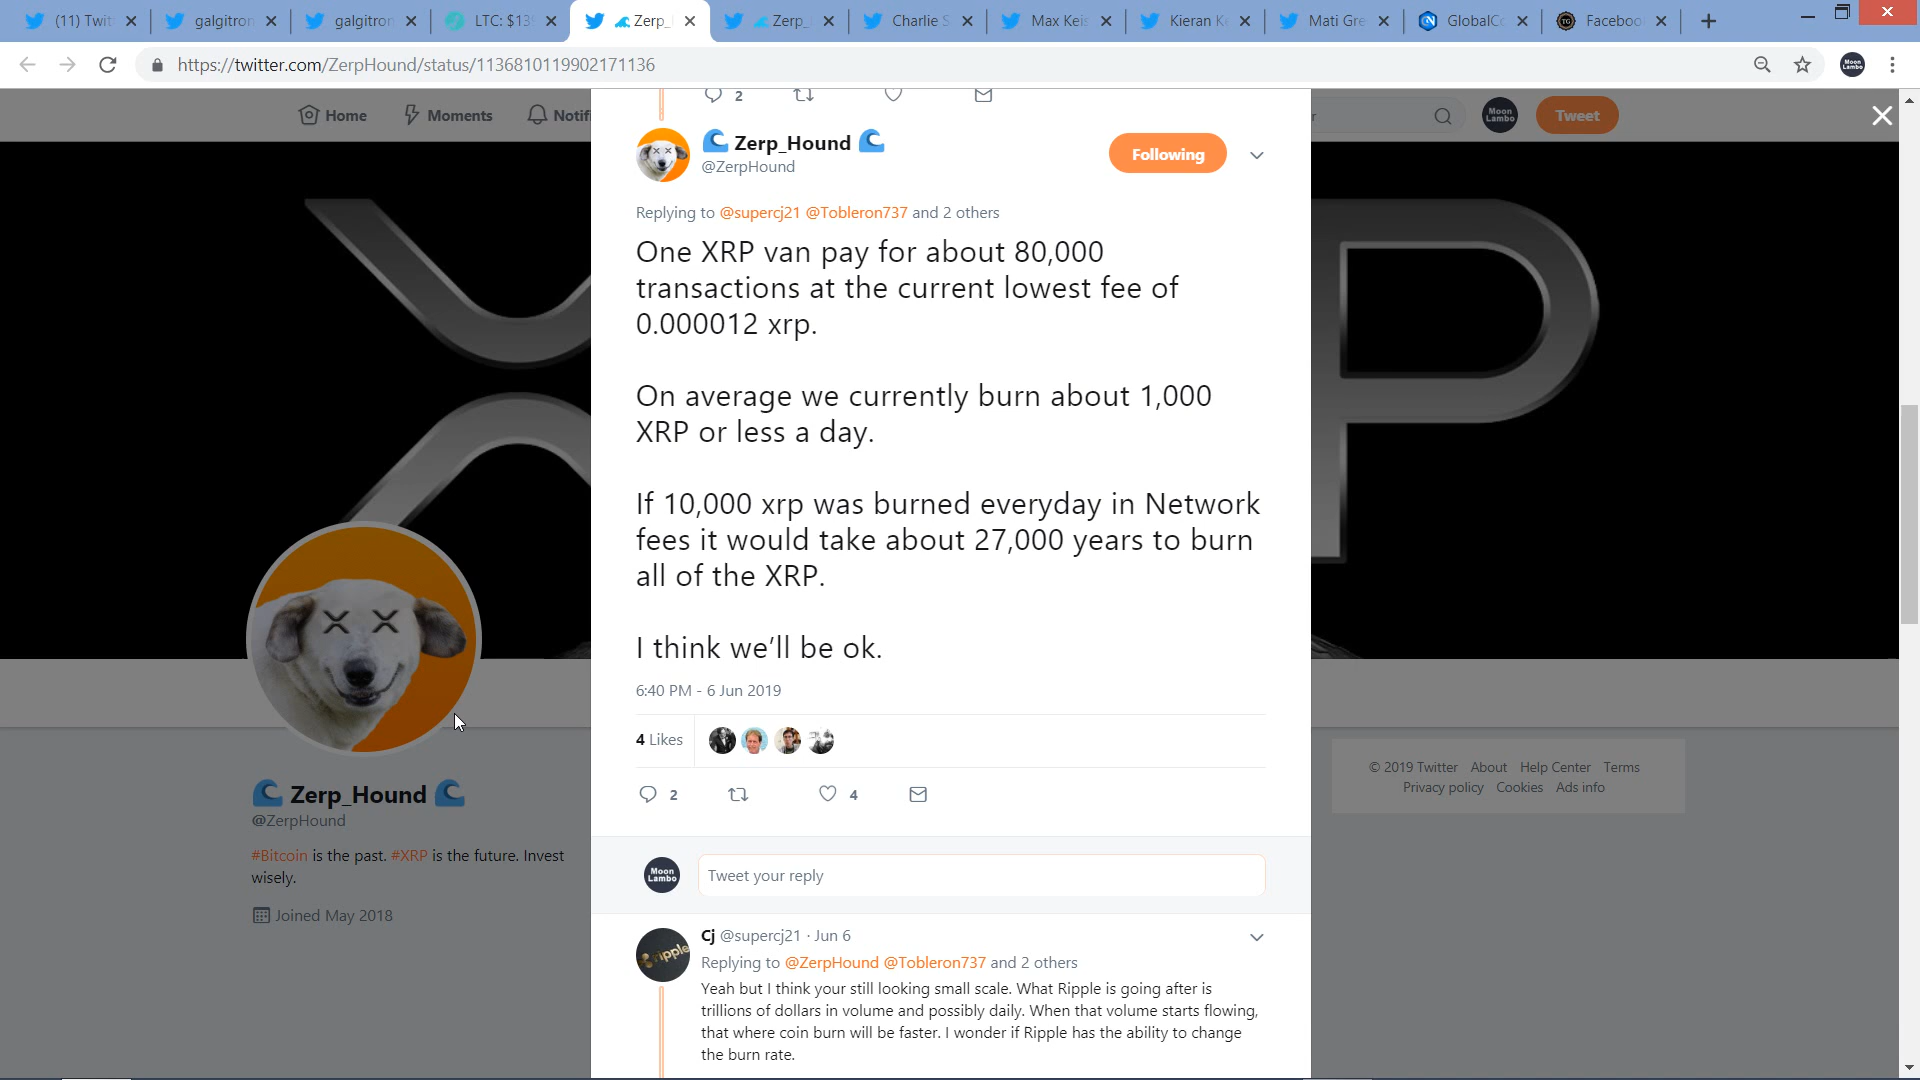 (11) Twit
galgitron
galgitron
LTC: $13
Zerp_
Zerp_
Charlie S
Max Keis
Kieran Ke
Mati Gre
GlobalCo
Faceboo
https://twitter.com/ZerpHound/status/1136810119902171136
Moon
Lambo
Home
Moments
Notif
r
Moon
Lambo
Tweet
2
Zerp_Hound
@ZerpHound
Following
Replying to @supercj21 @Tobleron737 and 2 others
One XRP van pay for about 80,000
transactions at the current lowest fee of
0.000012 xrp.
On average we currently burn about 1,000
XRP or less a day.
If 10,000 xrp was burned everyday in Network
fees it would take about 27,000 years to burn
all of the XRP.
I think we'll be ok.
6:40 PM - 6 Jun 2019
4 Likes
2
4
Moon
Lambo
Tweet your reply
Cj @supercj21 · Jun 6
ripple
Replying to @ZerpHound @Tobleron737 and 2 others
Yeah but I think your still looking small scale. What Ripple is going after is
trillions of dollars in volume and possibly daily. When that volume starts flowing,
that where coin burn will be faster. I wonder if Ripple has the ability to change
the burn rate.
Zerp_Hound
@ZerpHound
#Bitcoin is the past. #XRP is the future. Invest
wisely.
Joined May 2018
© 2019 Twitter About Help Center Terms
Privacy policy Cookies Ads info